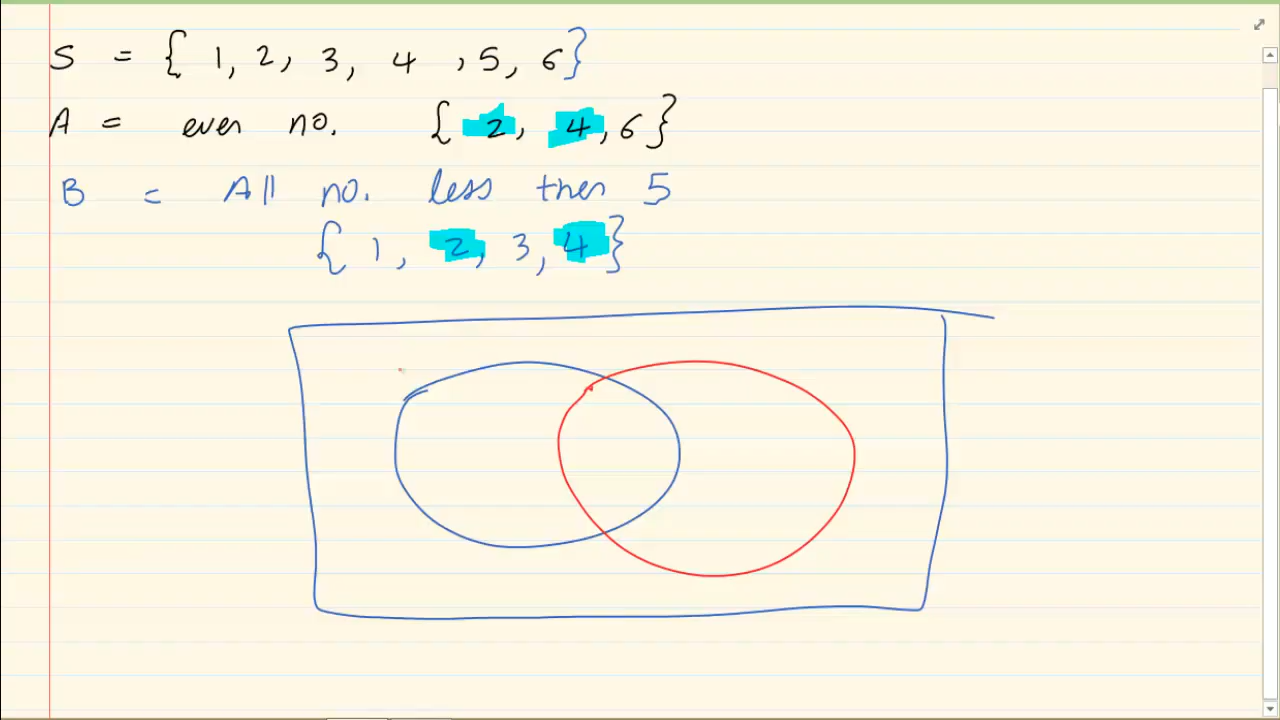 S = { 1, 2, 3, 4 , 5, 6}
A = even no. { 2, 4, 6}
B = All no. less then 5
{ 1, 2, 3, 4}